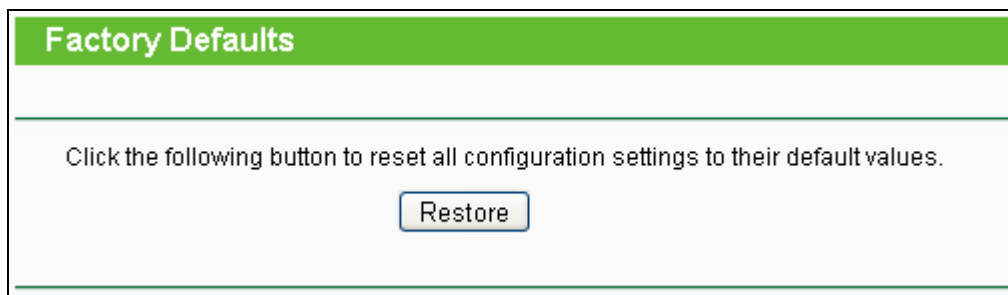 Factory Defaults
Click the following button to reset all configuration settings to their default values.
Restore